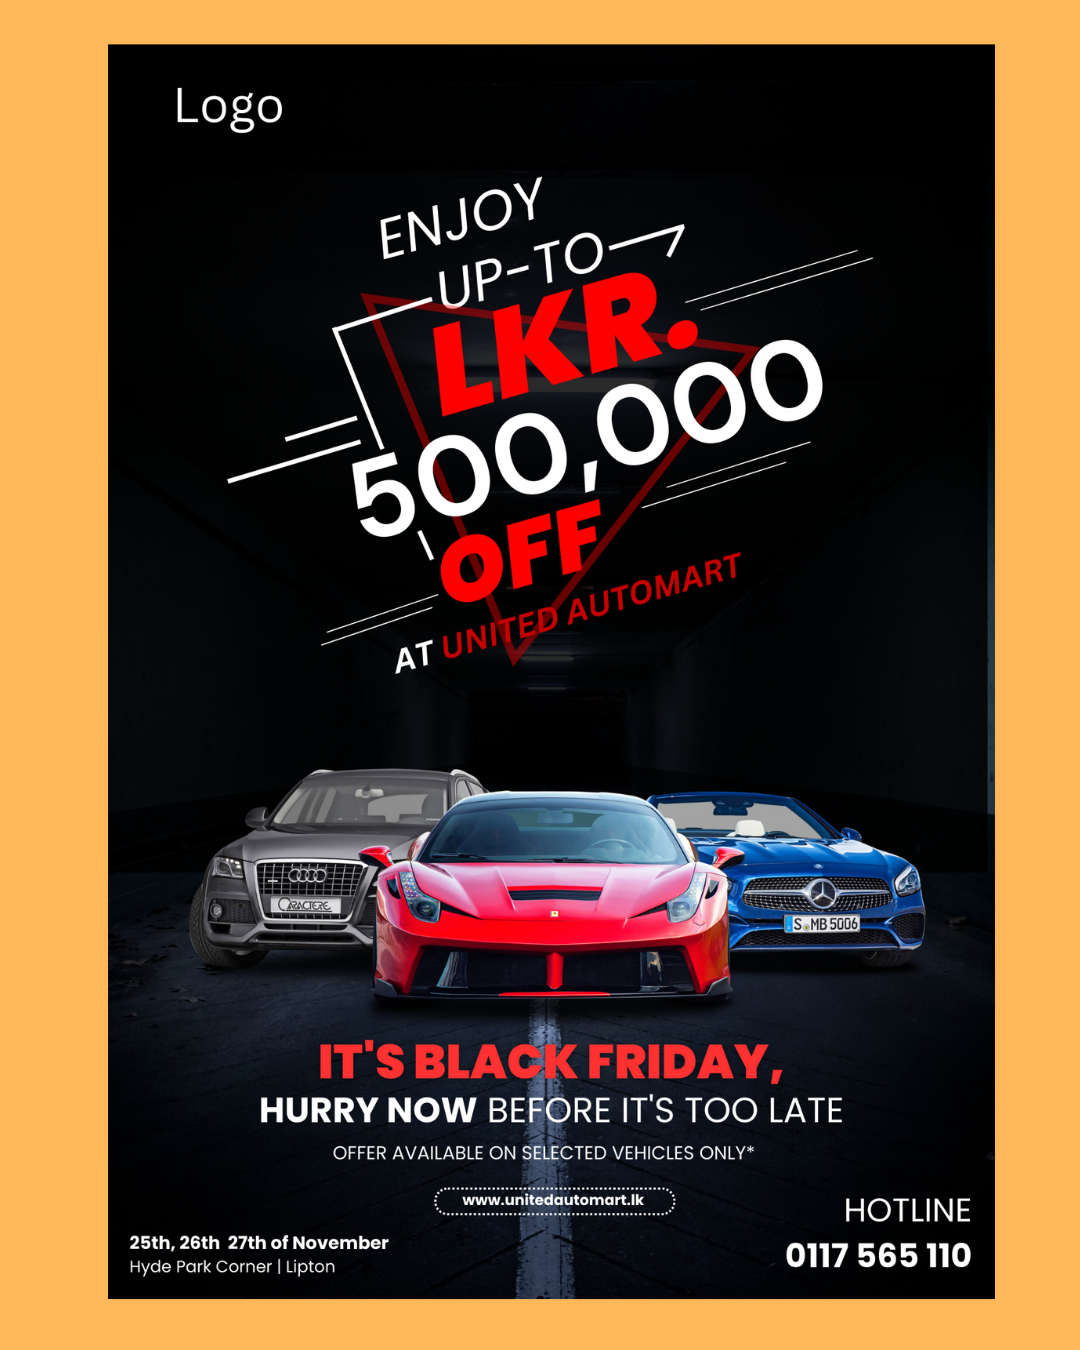 Logo
ENJOY
UP-TO
LKR.
500,000
OFF
AT UNITED AUTOMART
CARACTERE
S MB 5006
IT'S BLACK FRIDAY,
HURRY NOW BEFORE IT'S TOO LATE
OFFER AVAILABLE ON SELECTED VEHICLES ONLY*
www.unitedautomart.lk
25th, 26th 27th of November
Hyde Park Corner | Lipton
HOTLINE
0117 565 110